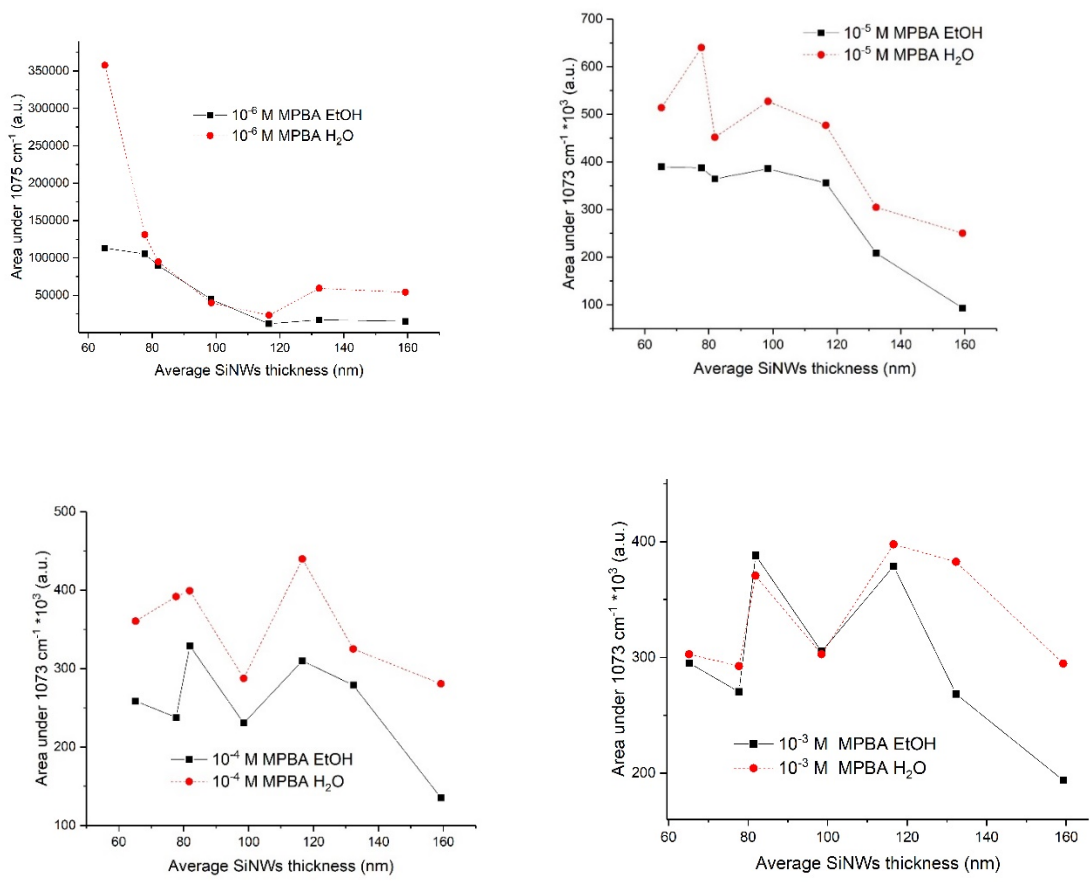 Area under 1075 cm⁻¹ (a.u.)
350000
300000
250000
200000
150000
100000
50000
10⁻⁶ M MPBA EtOH
10⁻⁶ M MPBA H₂O
60 80 100 120 140 160
Average SiNWs thickness (nm)
Area under 1073 cm⁻¹ *10³ (a.u.)
700
600
500
400
300
200
100
10⁻⁵ M MPBA EtOH
10⁻⁵ M MPBA H₂O
60 80 100 120 140 160
Average SiNWs thickness (nm)
Area under 1073 cm⁻¹ *10³ (a.u.)
500
400
300
200
100
10⁻⁴ M MPBA EtOH
10⁻⁴ M MPBA H₂O
60 80 100 120 140 160
Average SiNWs thickness (nm)
Area under 1073 cm⁻¹ *10³ (a.u.)
400
300
200
10⁻³ M MPBA EtOH
10⁻³ M MPBA H₂O
60 80 100 120 140 160
Average SiNWs thickness (nm)